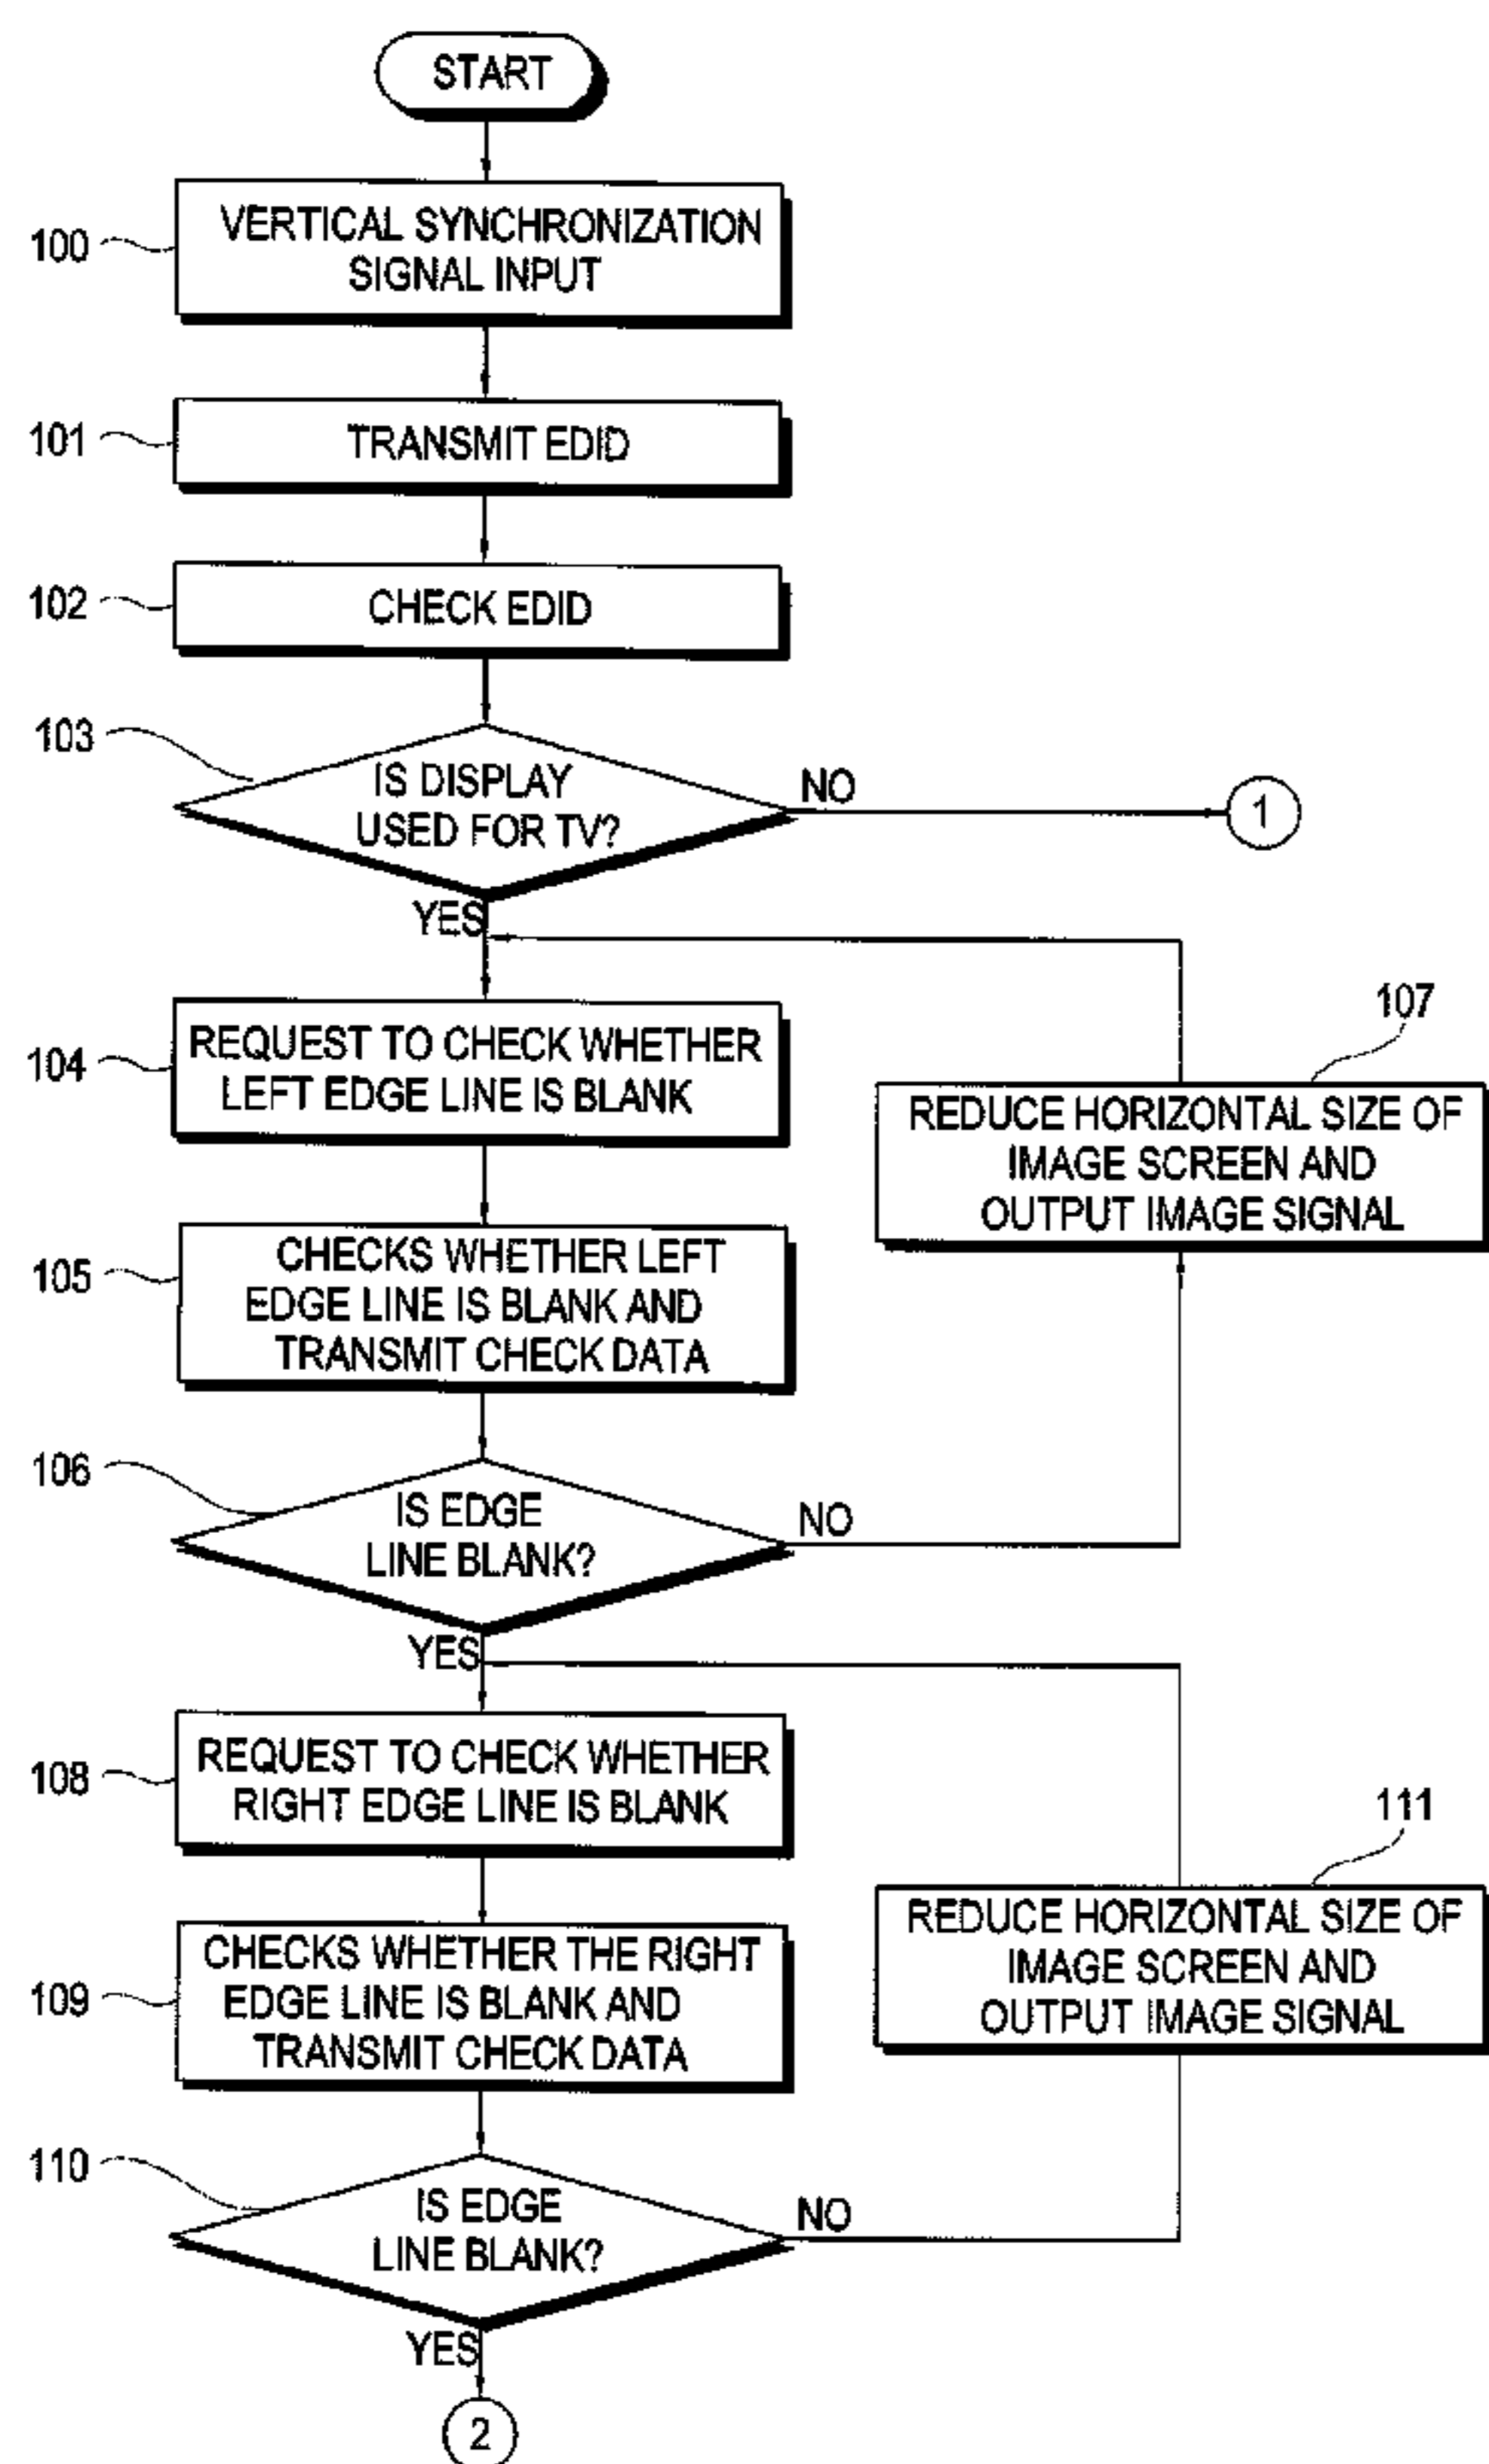 START
100
VERTICAL SYNCHRONIZATION
SIGNAL INPUT
101
TRANSMIT EDID
102
CHECK EDID
103
IS DISPLAY
USED FOR TV?
NO
1
YES
104
REQUEST TO CHECK WHETHER
LEFT EDGE LINE IS BLANK
107
REDUCE HORIZONTAL SIZE OF
IMAGE SCREEN AND
OUTPUT IMAGE SIGNAL
105
CHECKS WHETHER LEFT
EDGE LINE IS BLANK AND
TRANSMIT CHECK DATA
106
IS EDGE
LINE BLANK?
NO
YES
108
REQUEST TO CHECK WHETHER
RIGHT EDGE LINE IS BLANK
111
REDUCE HORIZONTAL SIZE OF
IMAGE SCREEN AND
OUTPUT IMAGE SIGNAL
109
CHECKS WHETHER THE RIGHT
EDGE LINE IS BLANK AND
TRANSMIT CHECK DATA
110
IS EDGE
LINE BLANK?
NO
YES
2